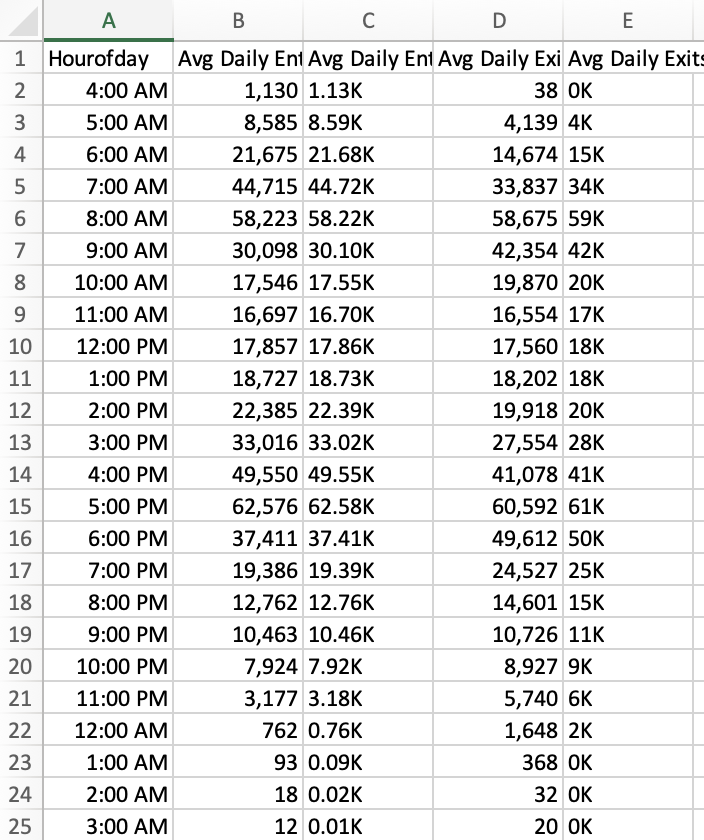 A B C D E
1 Hourofday Avg Daily Ent Avg Daily Ent Avg Daily Exi Avg Daily Exits
2 4:00 AM 1,130 1.13K 38 0K
3 5:00 AM 8,585 8.59K 4,139 4K
4 6:00 AM 21,675 21.68K 14,674 15K
5 7:00 AM 44,715 44.72K 33,837 34K
6 8:00 AM 58,223 58.22K 58,675 59K
7 9:00 AM 30,098 30.10K 42,354 42K
8 10:00 AM 17,546 17.55K 19,870 20K
9 11:00 AM 16,697 16.70K 16,554 17K
10 12:00 PM 17,857 17.86K 17,560 18K
11 1:00 PM 18,727 18.73K 18,202 18K
12 2:00 PM 22,385 22.39K 19,918 20K
13 3:00 PM 33,016 33.02K 27,554 28K
14 4:00 PM 49,550 49.55K 41,078 41K
15 5:00 PM 62,576 62.58K 60,592 61K
16 6:00 PM 37,411 37.41K 49,612 50K
17 7:00 PM 19,386 19.39K 24,527 25K
18 8:00 PM 12,762 12.76K 14,601 15K
19 9:00 PM 10,463 10.46K 10,726 11K
20 10:00 PM 7,924 7.92K 8,927 9K
21 11:00 PM 3,177 3.18K 5,740 6K
22 12:00 AM 762 0.76K 1,648 2K
23 1:00 AM 93 0.09K 368 0K
24 2:00 AM 18 0.02K 32 0K
25 3:00 AM 12 0.01K 20 0K